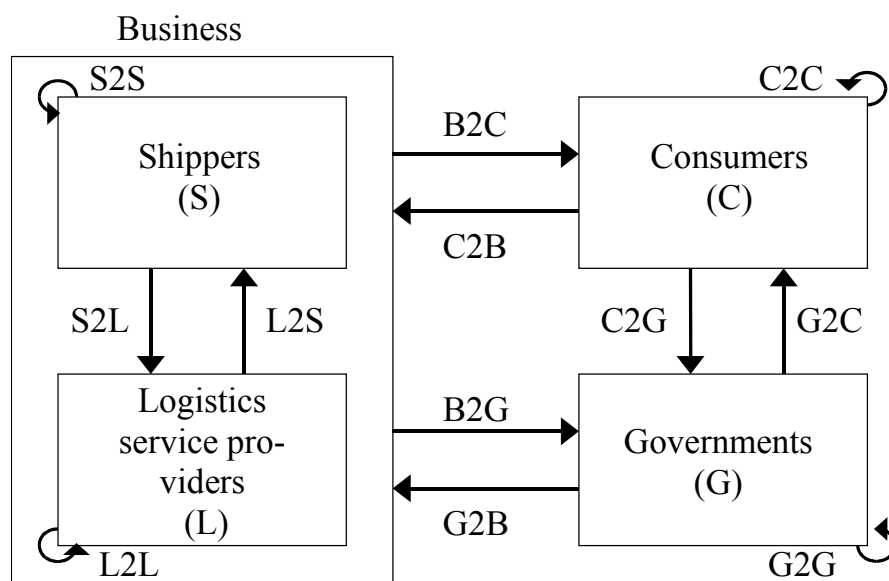 Business
S2S
C2C
Shippers
(S)
B2C
Consumers
(C)
C2B
S2L
L2S
C2G
G2C
Logistics
service pro-
viders
(L)
B2G
Governments
(G)
G2B
L2L
G2G